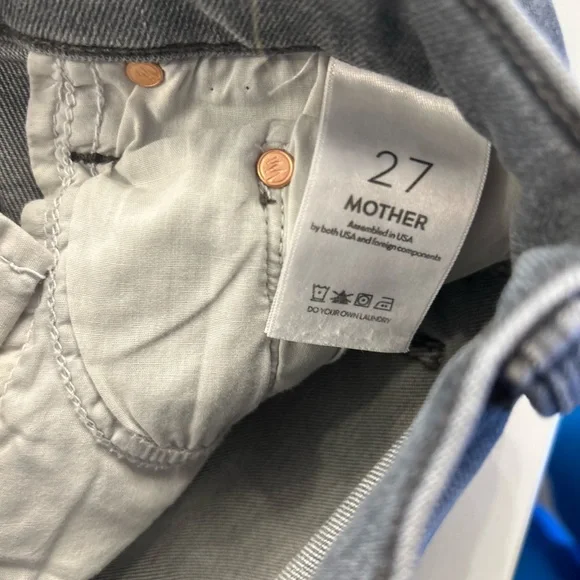 27
MOTHER
Assembled in USA
by both USA and foreign components
DO YOUR OWN LAUNDRY